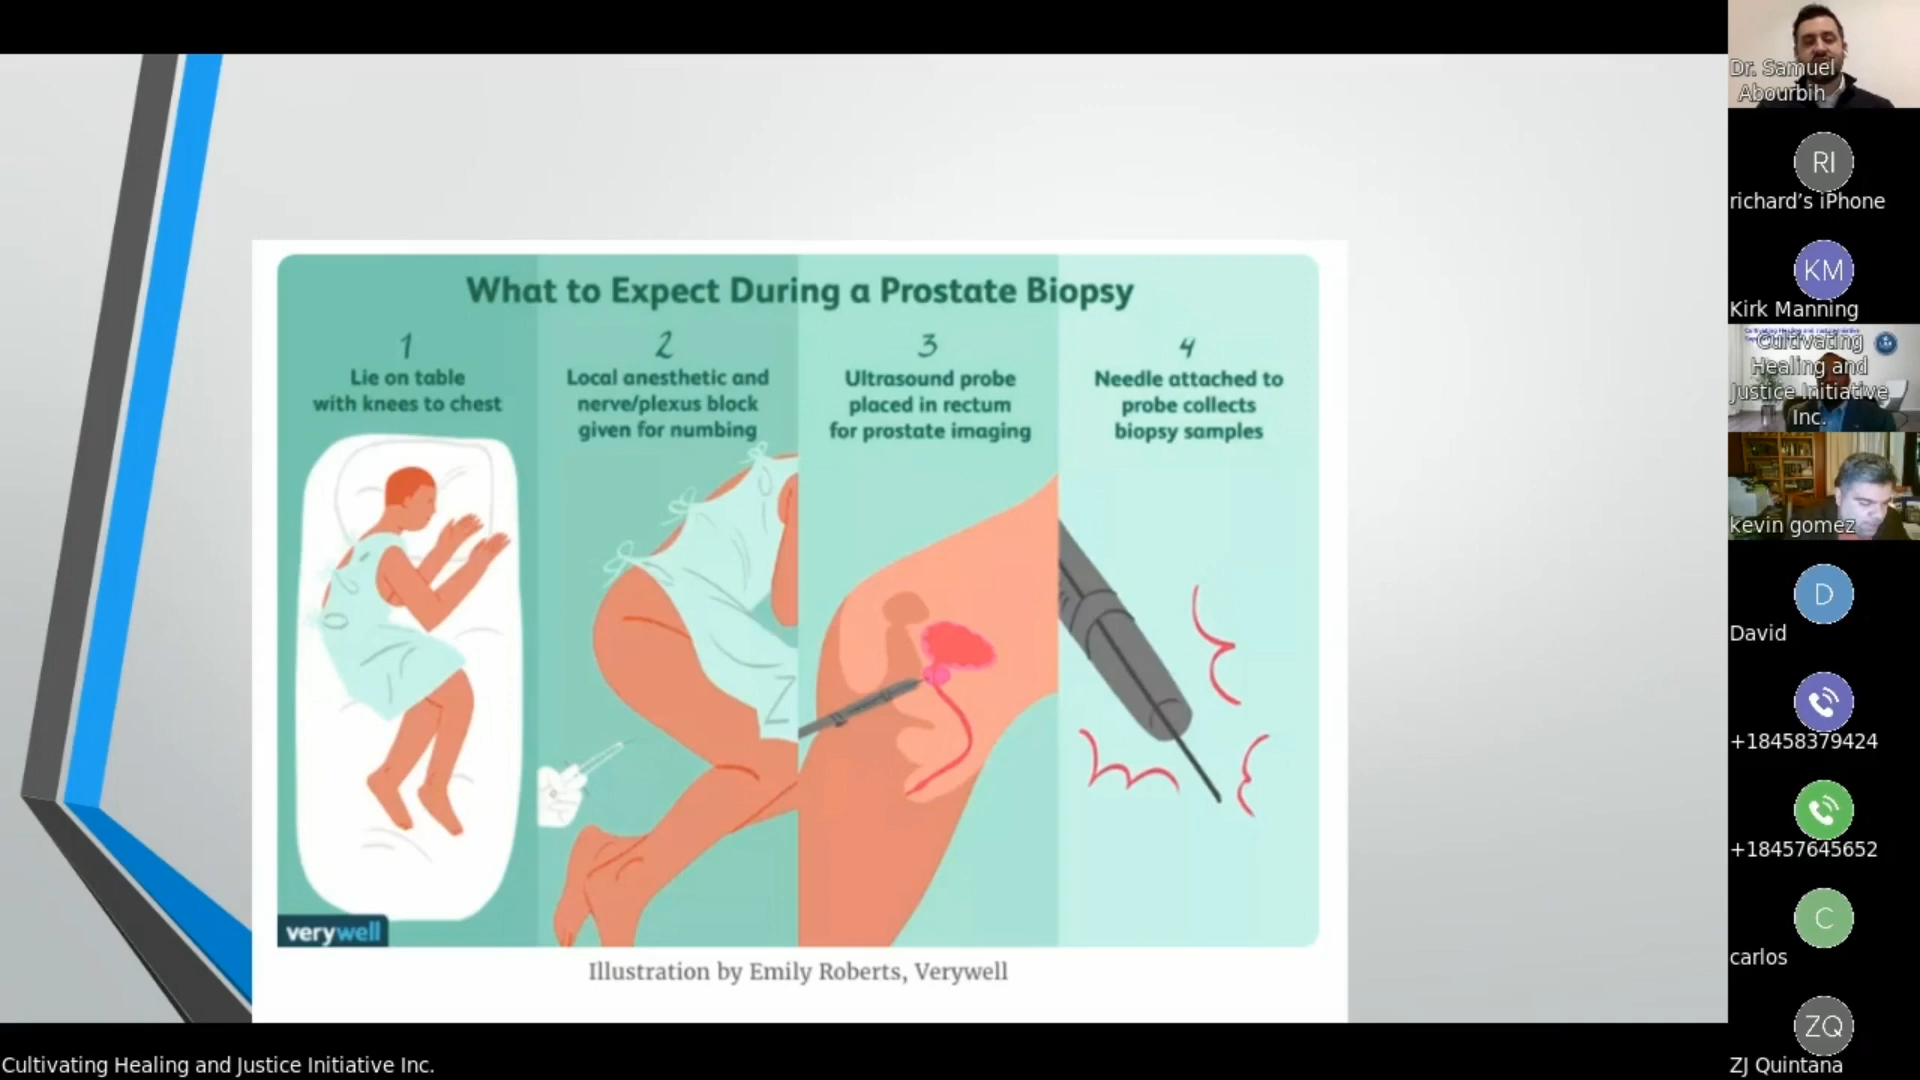 What to Expect During a Prostate Biopsy
1
Lie on table
with knees to chest
2
Local anesthetic and
nerve/plexus block
given for numbing
3
Ultrasound probe
placed in rectum
for prostate imaging
4
Needle attached to
probe collects
biopsy samples
verywell
Illustration by Emily Roberts, Verywell
Cultivating Healing and Justice Initiative Inc.
Dr. Samuel
Abourbih
RI
richard’s iPhone
KM
Kirk Manning
Cultivating
Healing and
Justice Initiative
Inc.
kevin gomez
D
David
+18458379424
+18457645652
C
carlos
ZQ
ZJ Quintana